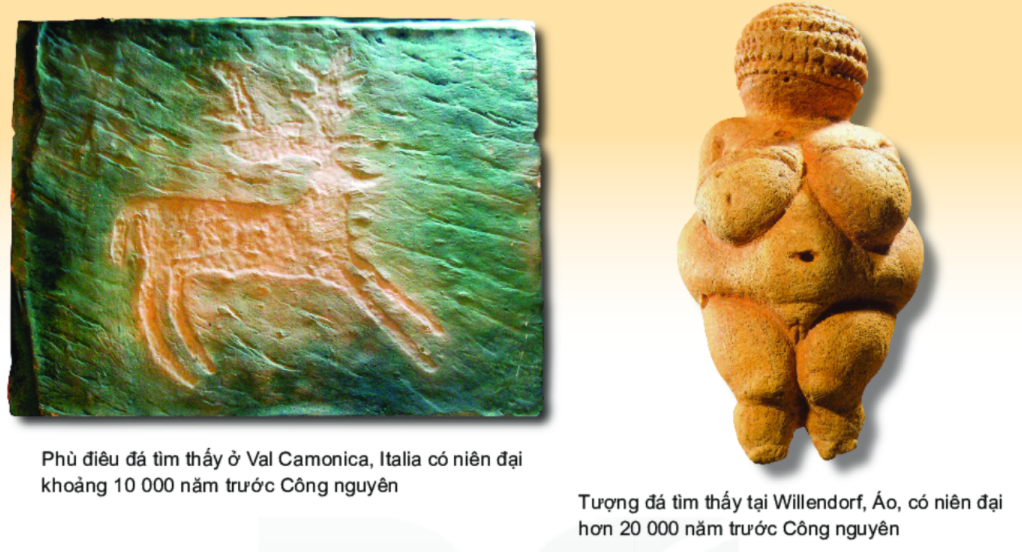 Phù điêu đá tìm thấy ở Val Camonica, Italia có niên đại
khoảng 10 000 năm trước Công nguyên
Tượng đá tìm thấy tại Willendorf, Áo, có niên đại
hơn 20 000 năm trước Công nguyên